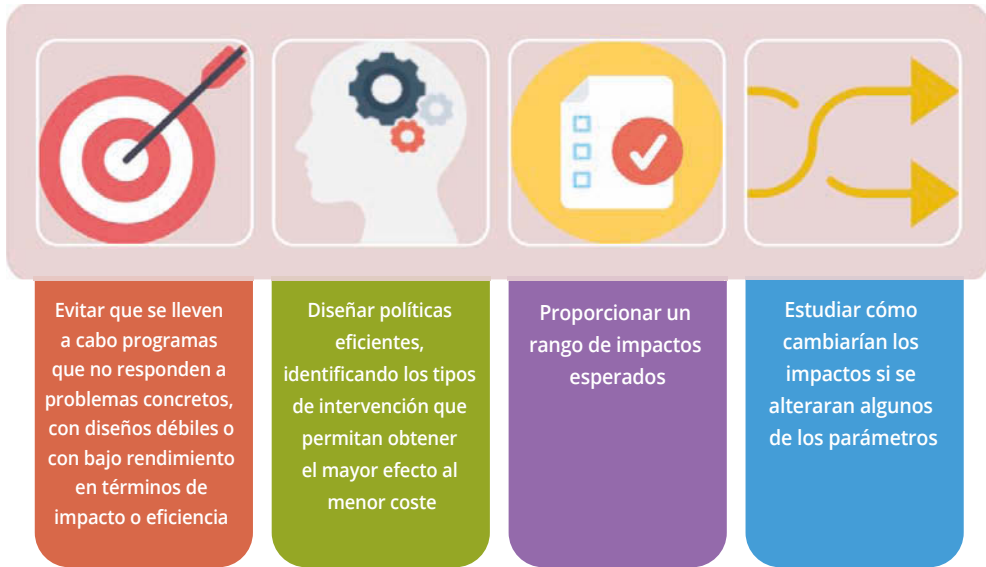 Evitar que se lleven
a cabo programas
que no responden a
problemas concretos,
con diseños débiles o
con bajo rendimiento
en términos de
impacto o eficiencia
Diseñar políticas
eficientes,
identificando los tipos
de intervención que
permitan obtener
el mayor efecto al
menor coste
Proporcionar un
rango de impactos
esperados
Estudiar cómo
cambiarían los
impactos si se
alteraran algunos
de los parámetros